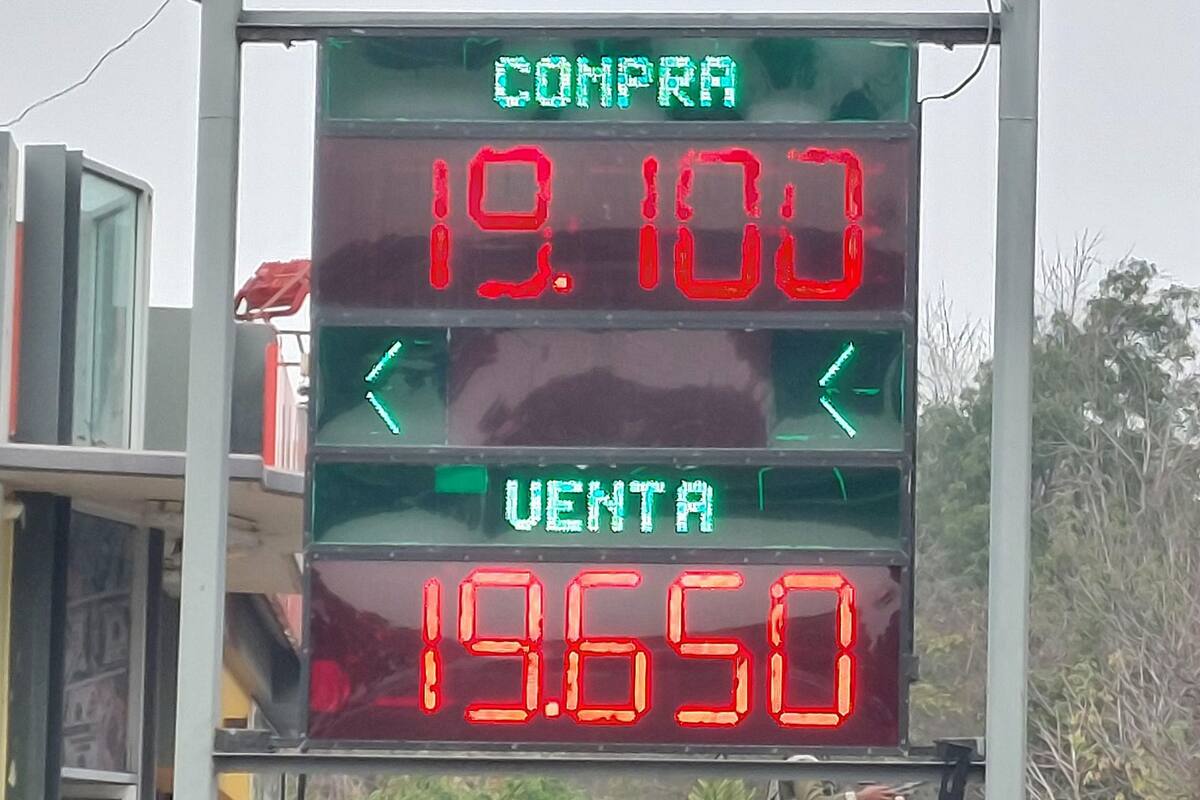 COMPRA
19.100
< <
VENTA
19.650